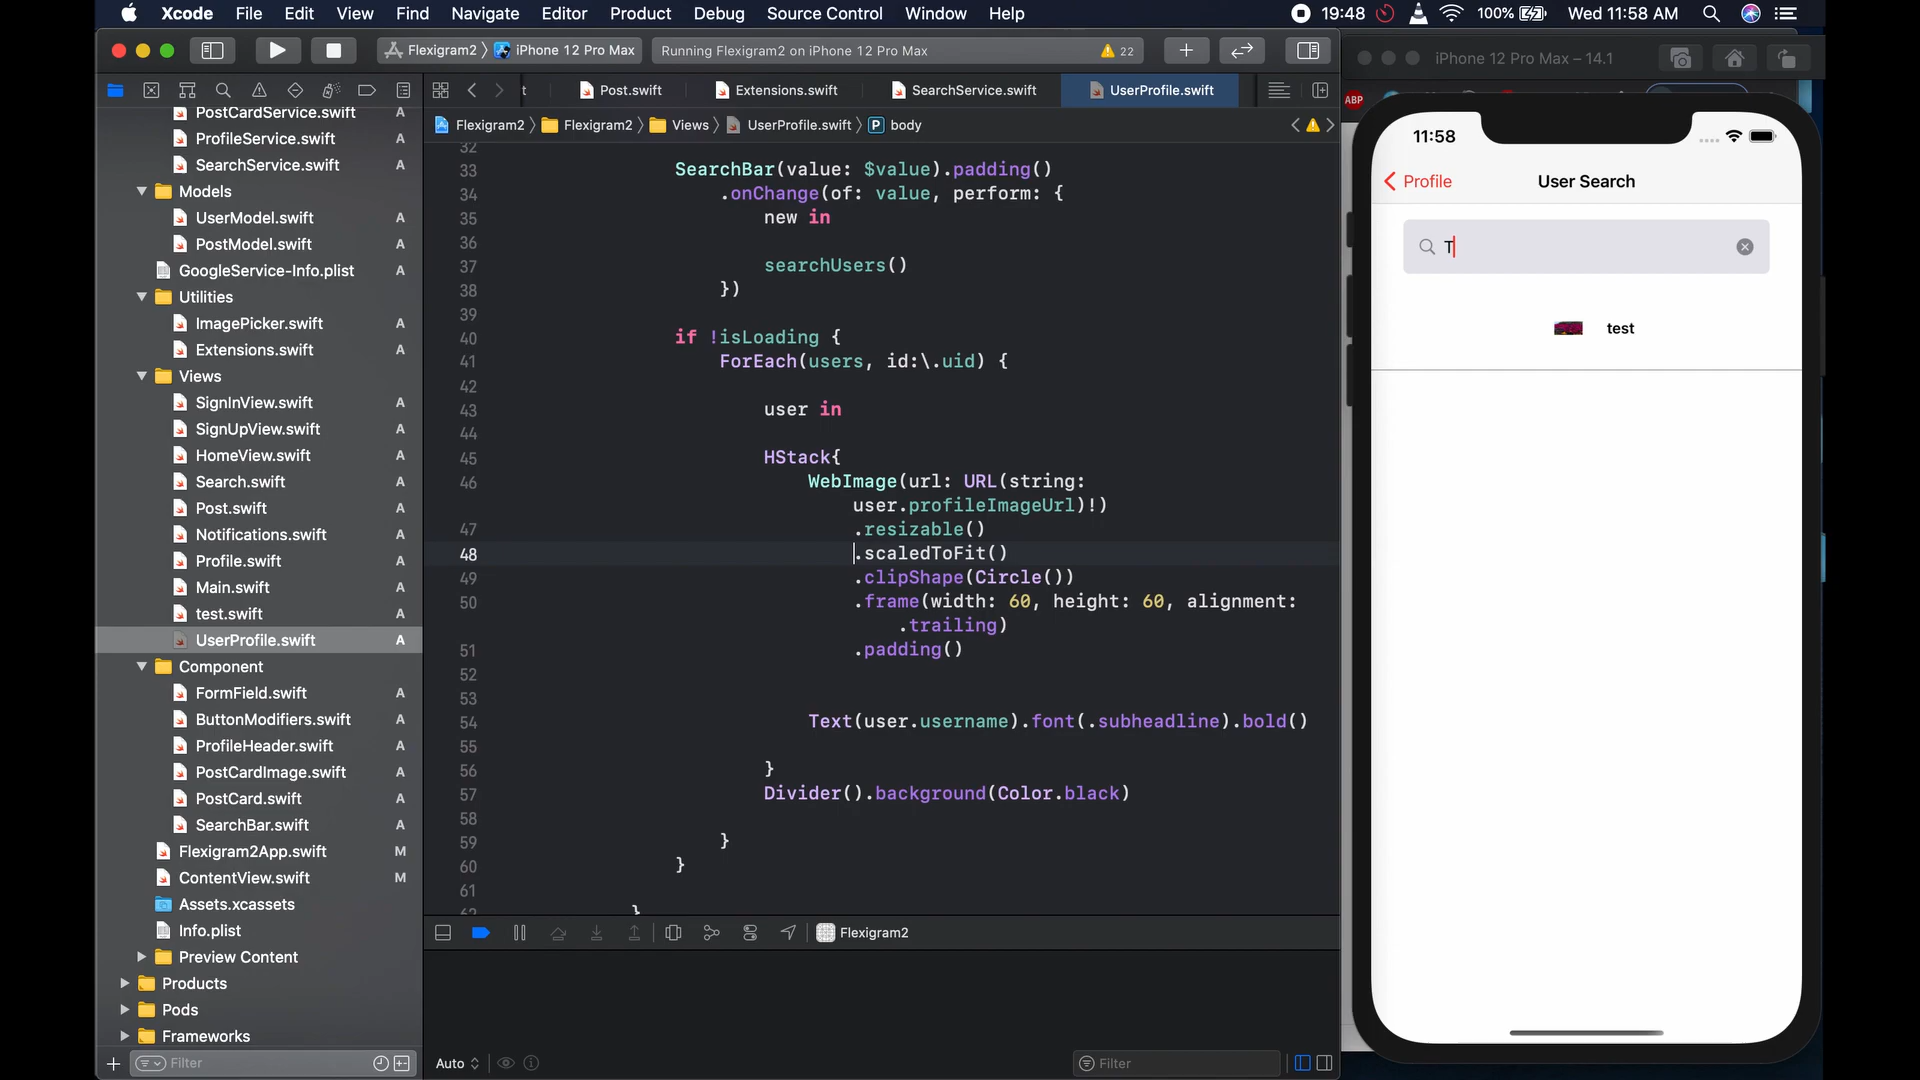 Xcode File Edit View Find Navigate Editor Product Debug Source Control Window Help 19:48 100% Wed 11:58 AM
Flexigram2 iPhone 12 Pro Max Running Flexigram2 on iPhone 12 Pro Max 22
iPhone 12 Pro Max – 14.1
t Post.swift Extensions.swift SearchService.swift UserProfile.swift
ABP
Flexigram2 Flexigram2 Views UserProfile.swift P body
PostCardService.swift A
ProfileService.swift A
SearchService.swift A
Models
UserModel.swift A
PostModel.swift A
GoogleService-Info.plist A
Utilities
ImagePicker.swift A
Extensions.swift A
Views
SignInView.swift A
SignUpView.swift A
HomeView.swift A
Search.swift A
Post.swift A
Notifications.swift A
Profile.swift A
Main.swift A
test.swift A
UserProfile.swift A
Component
FormField.swift A
ButtonModifiers.swift A
ProfileHeader.swift A
PostCardImage.swift A
PostCard.swift A
SearchBar.swift A
Flexigram2App.swift M
ContentView.swift M
Assets.xcassets
Info.plist
Preview Content
Products
Pods
Frameworks
Filter
32
33 SearchBar(value: $value).padding()
34 .onChange(of: value, perform: {
35 new in
36
37 searchUsers()
38 })
39
40 if !isLoading {
41 ForEach(users, id:\.uid) {
42
43 user in
44
45 HStack{
46 WebImage(url: URL(string:
user.profileImageUrl)!)
47 .resizable()
48 .scaledToFit()
49 .clipShape(Circle())
50 .frame(width: 60, height: 60, alignment:
.trailing)
51 .padding()
52
53
54 Text(user.username).font(.subheadline).bold()
55
56 }
57 Divider().background(Color.black)
58
59 }
60 }
61
62 }
Flexigram2
Auto Filter
11:58
Profile User Search
T
test